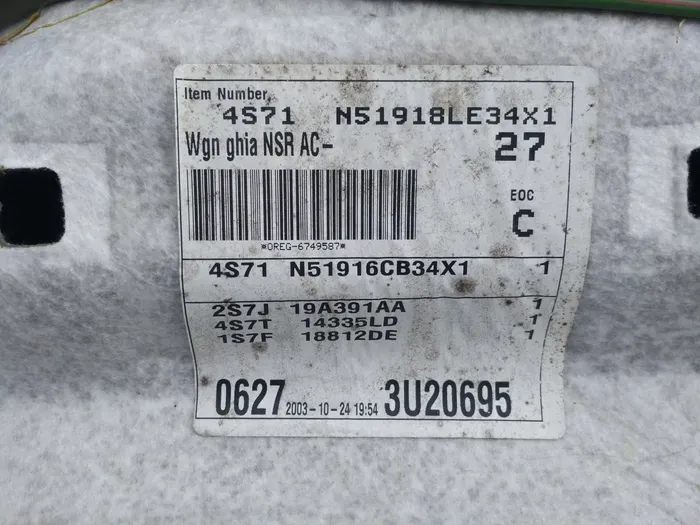 Item Number
4S71 N51918LE34X1
Wgn ghia NSR AC- 27
EOC
C
*OREG-6749587*
4S71 N51916CB34X1 1
2S7J 19A391AA 1
4S7T 14335LD 1
1S7F 18812DE 1
0627 2003-10-24 19:54 3U20695